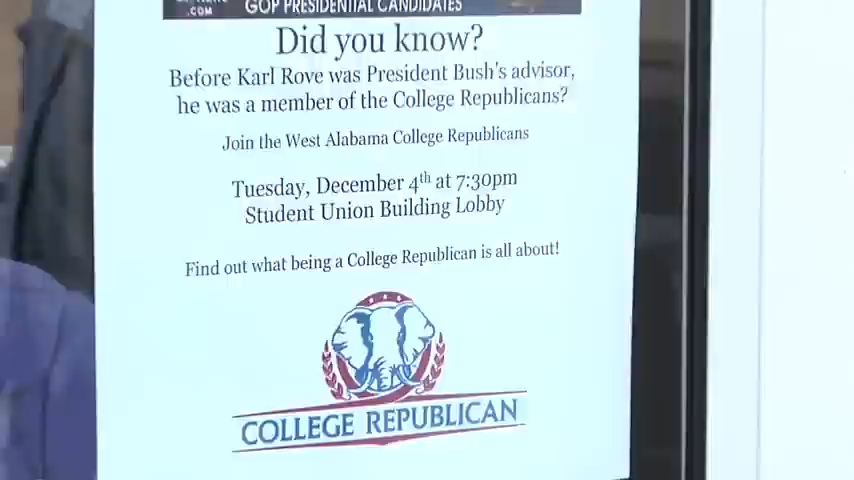 .COM
GOP PRESIDENTIAL CANDIDATES
Did you know?
Before Karl Rove was President Bush's advisor,
he was a member of the College Republicans?
Join the West Alabama College Republicans
Tuesday, December 4th at 7:30pm
Student Union Building Lobby
Find out what being a College Republican is all about!
COLLEGE REPUBLICAN